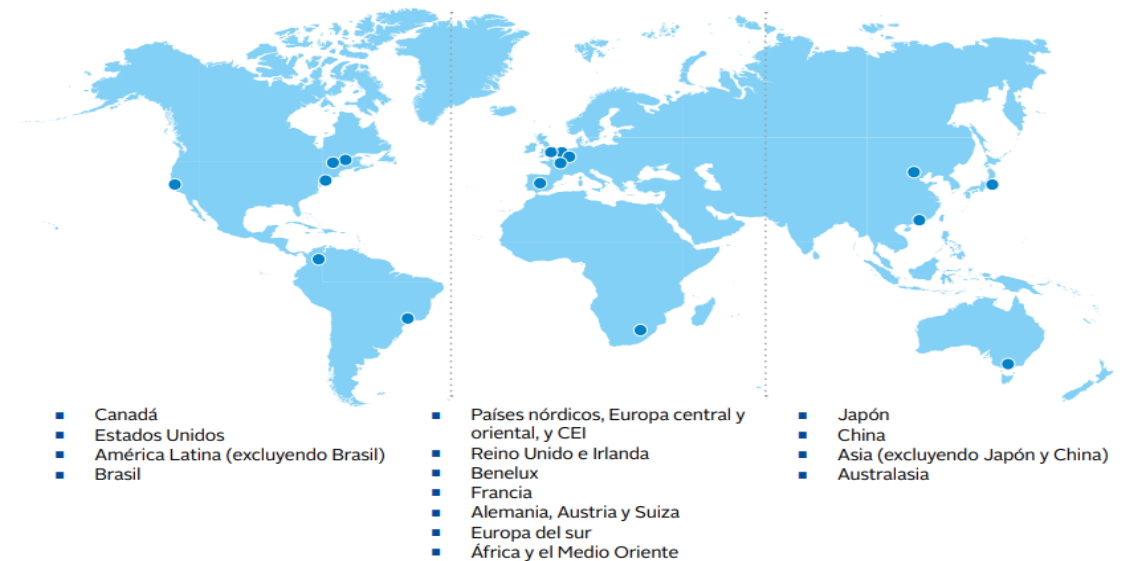 Canadá
Estados Unidos
América Latina (excluyendo Brasil)
Brasil
Países nórdicos, Europa central y
oriental, y CEI
Reino Unido e Irlanda
Benelux
Francia
Alemania, Austria y Suiza
Europa del sur
África y el Medio Oriente
Japón
China
Asia (excluyendo Japón y China)
Australasia